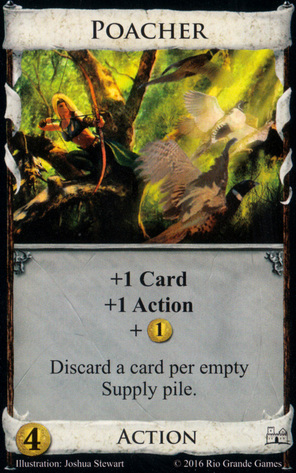 POACHER
+1 Card
+1 Action
+ 1
Discard a card per empty
Supply pile.
4
ACTION
Illustration: Joshua Stewart
© 2016 Rio Grande Games